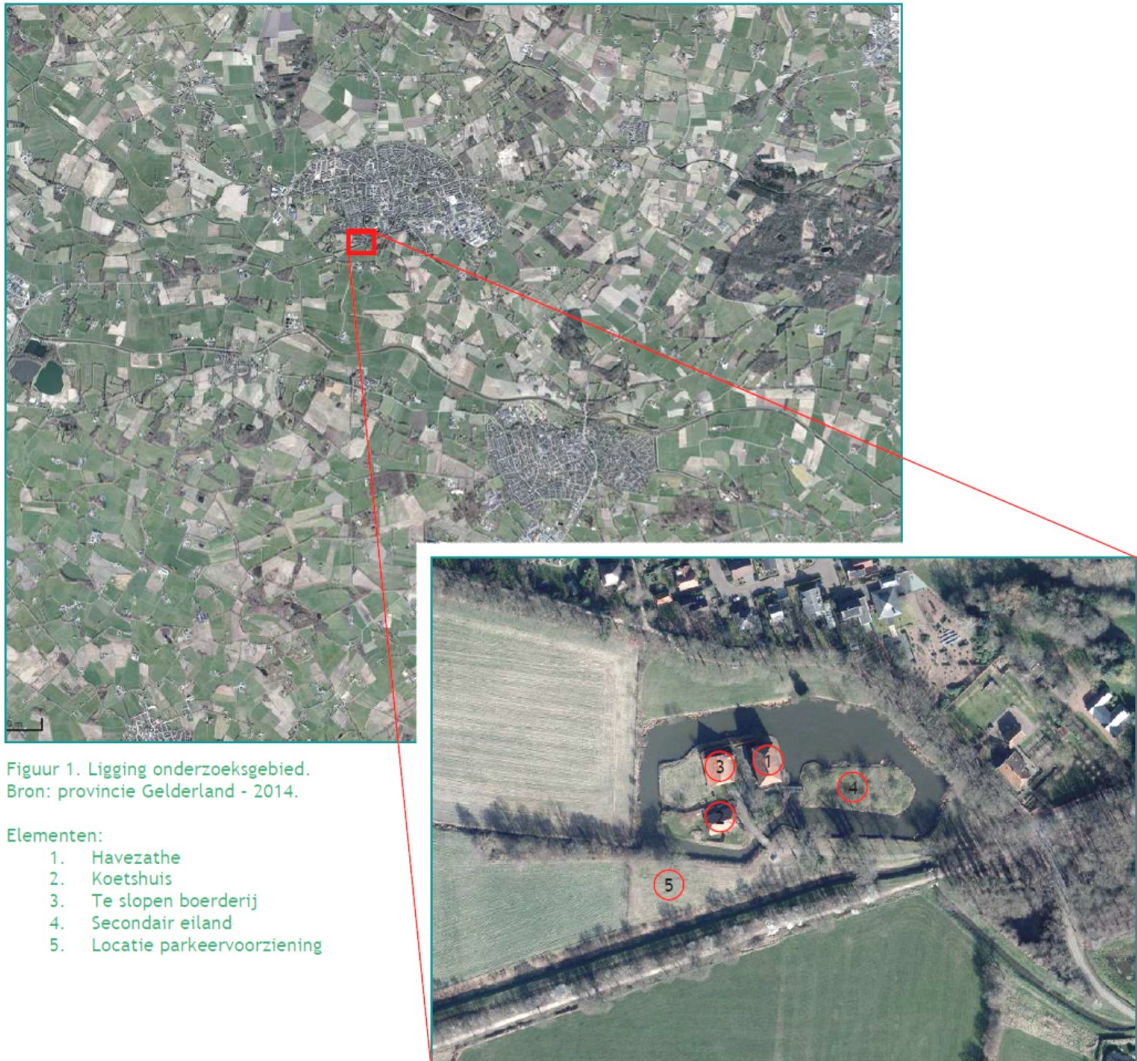 3
1
4
2
5
Figuur 1. Ligging onderzoeksgebied.
Bron: provincie Gelderland - 2014.
Elementen:
1. Havezathe
2. Koetshuis
3. Te slopen boerderij
4. Secondair eiland
5. Locatie parkeervoorziening